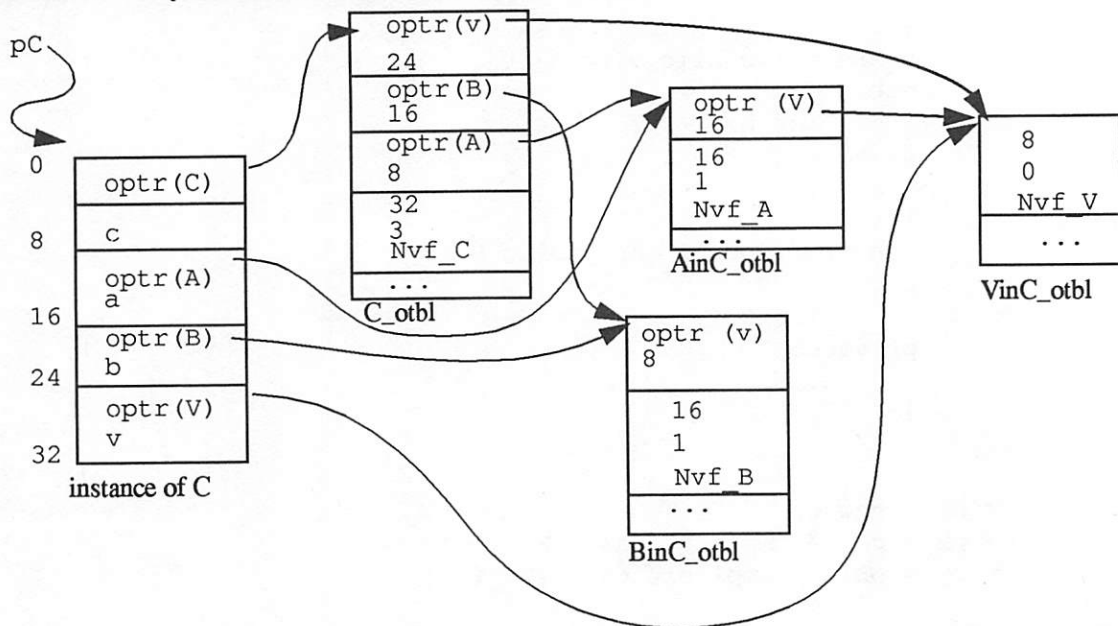 pC
0
8
16
24
32
optr(C)
c
optr(A)
a
optr(B)
b
optr(V)
v
instance of C
optr(v)
24
optr(B)
16
optr(A)
8
32
3
Nvf_C
...
C_otbl
optr (V)
16
16
1
Nvf_A
...
AinC_otbl
optr (v)
8
16
1
Nvf_B
...
BinC_otbl
8
0
Nvf_V
...
VinC_otbl